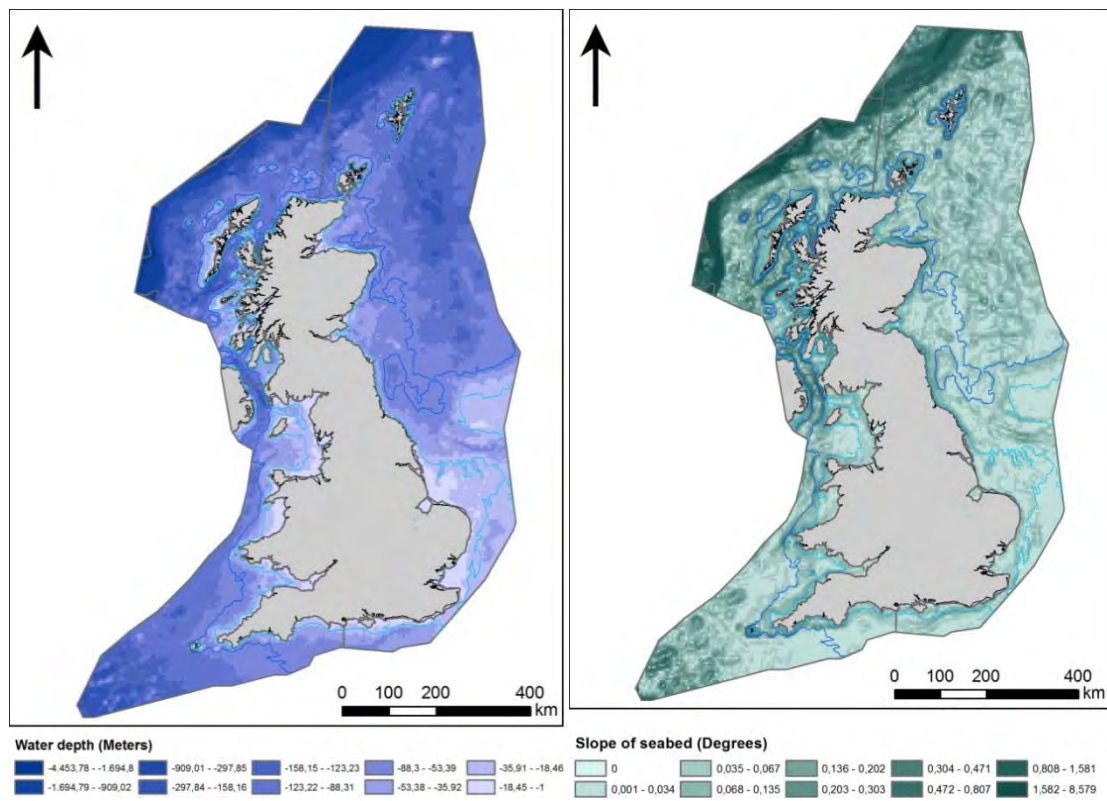 0 100 200 400
km
0 100 200 400
km
Water depth (Meters)
-4.453,78 - -1.694,8 -909,01 - -297,85 -158,15 - -123,23 -88,3 - -53,39 -35,91 - -18,46
-1.694,79 - -909,02 -297,84 - -158,16 -123,22 - -88,31 -53,38 - -35,92 -18,45 - -1
Slope of seabed (Degrees)
0 0,035 - 0,067 0,136 - 0,202 0,304 - 0,471 0,808 - 1,581
0,001 - 0,034 0,068 - 0,135 0,203 - 0,303 0,472 - 0,807 1,582 - 8,579